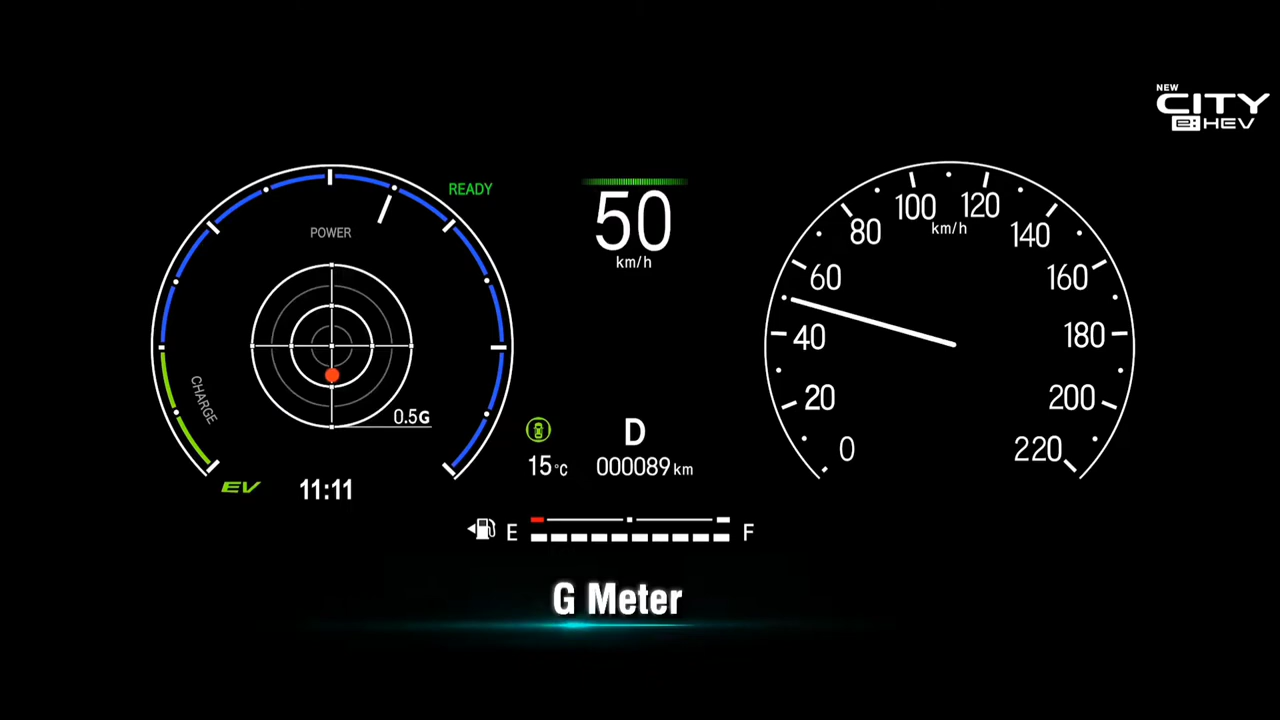 NEW
CITY
e:HEV
READY
POWER
CHARGE
0.5G
EV
11:11
50
km/h
D
15°C
000089 km
E
F
0
20
40
60
80
100
120
140
160
180
200
220
km/h
G Meter